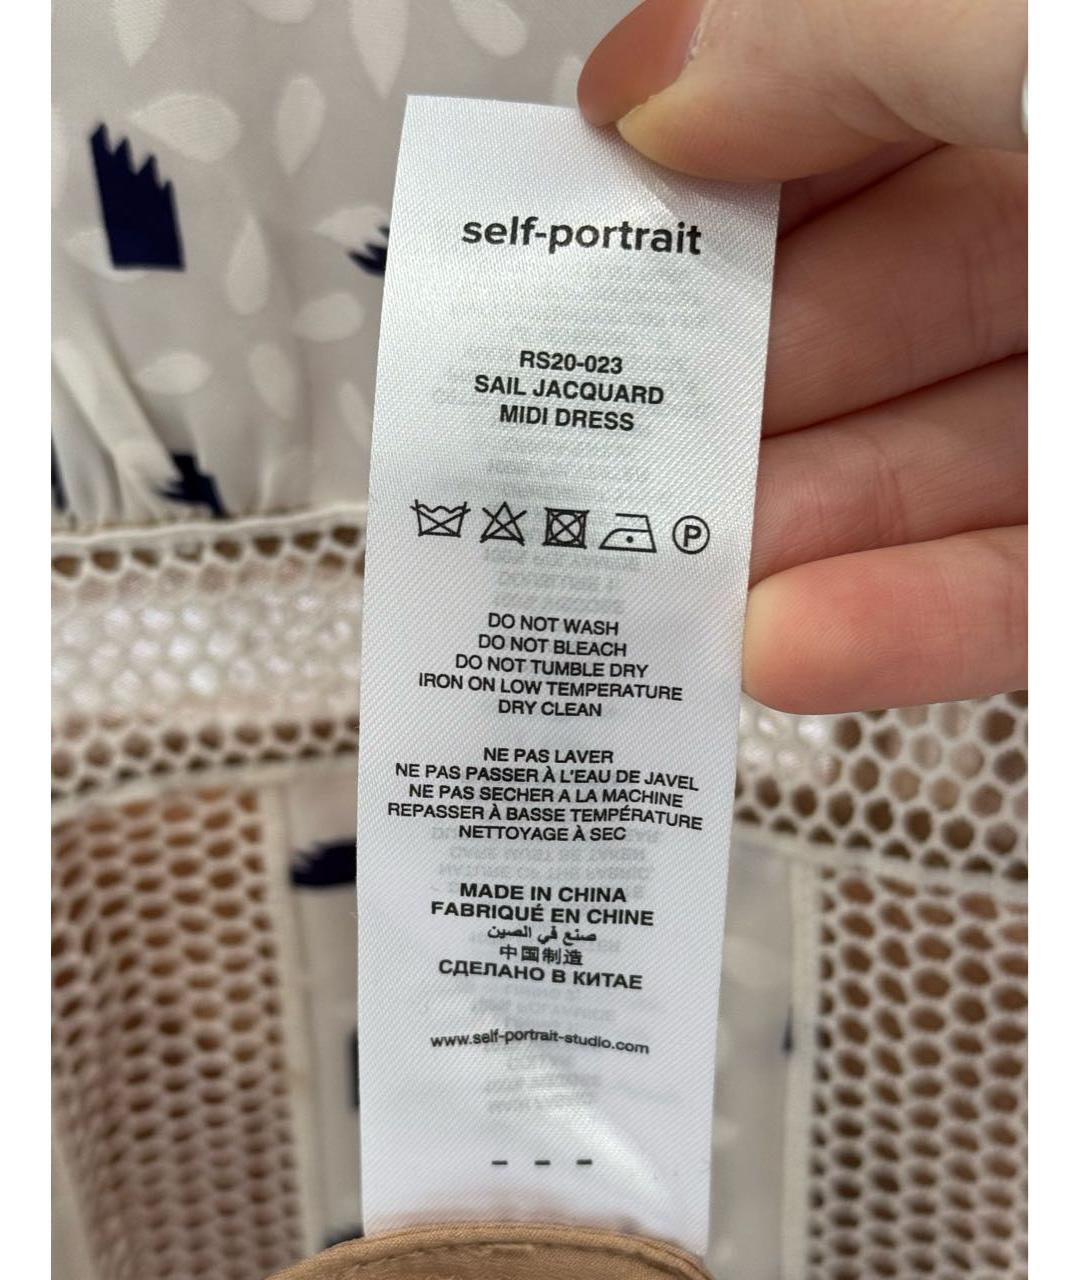 self-portrait
RS20-023
SAIL JACQUARD
MIDI DRESS
P
DO NOT WASH
DO NOT BLEACH
DO NOT TUMBLE DRY
IRON ON LOW TEMPERATURE
DRY CLEAN
NE PAS LAVER
NE PAS PASSER À L'EAU DE JAVEL
NE PAS SECHER A LA MACHINE
REPASSER À BASSE TEMPÉRATURE
NETTOYAGE À SEC
MADE IN CHINA
FABRIQUÉ EN CHINE
صنع في الصين
中国制造
СДЕЛАНО В КИТАЕ
www.self-portrait-studio.com